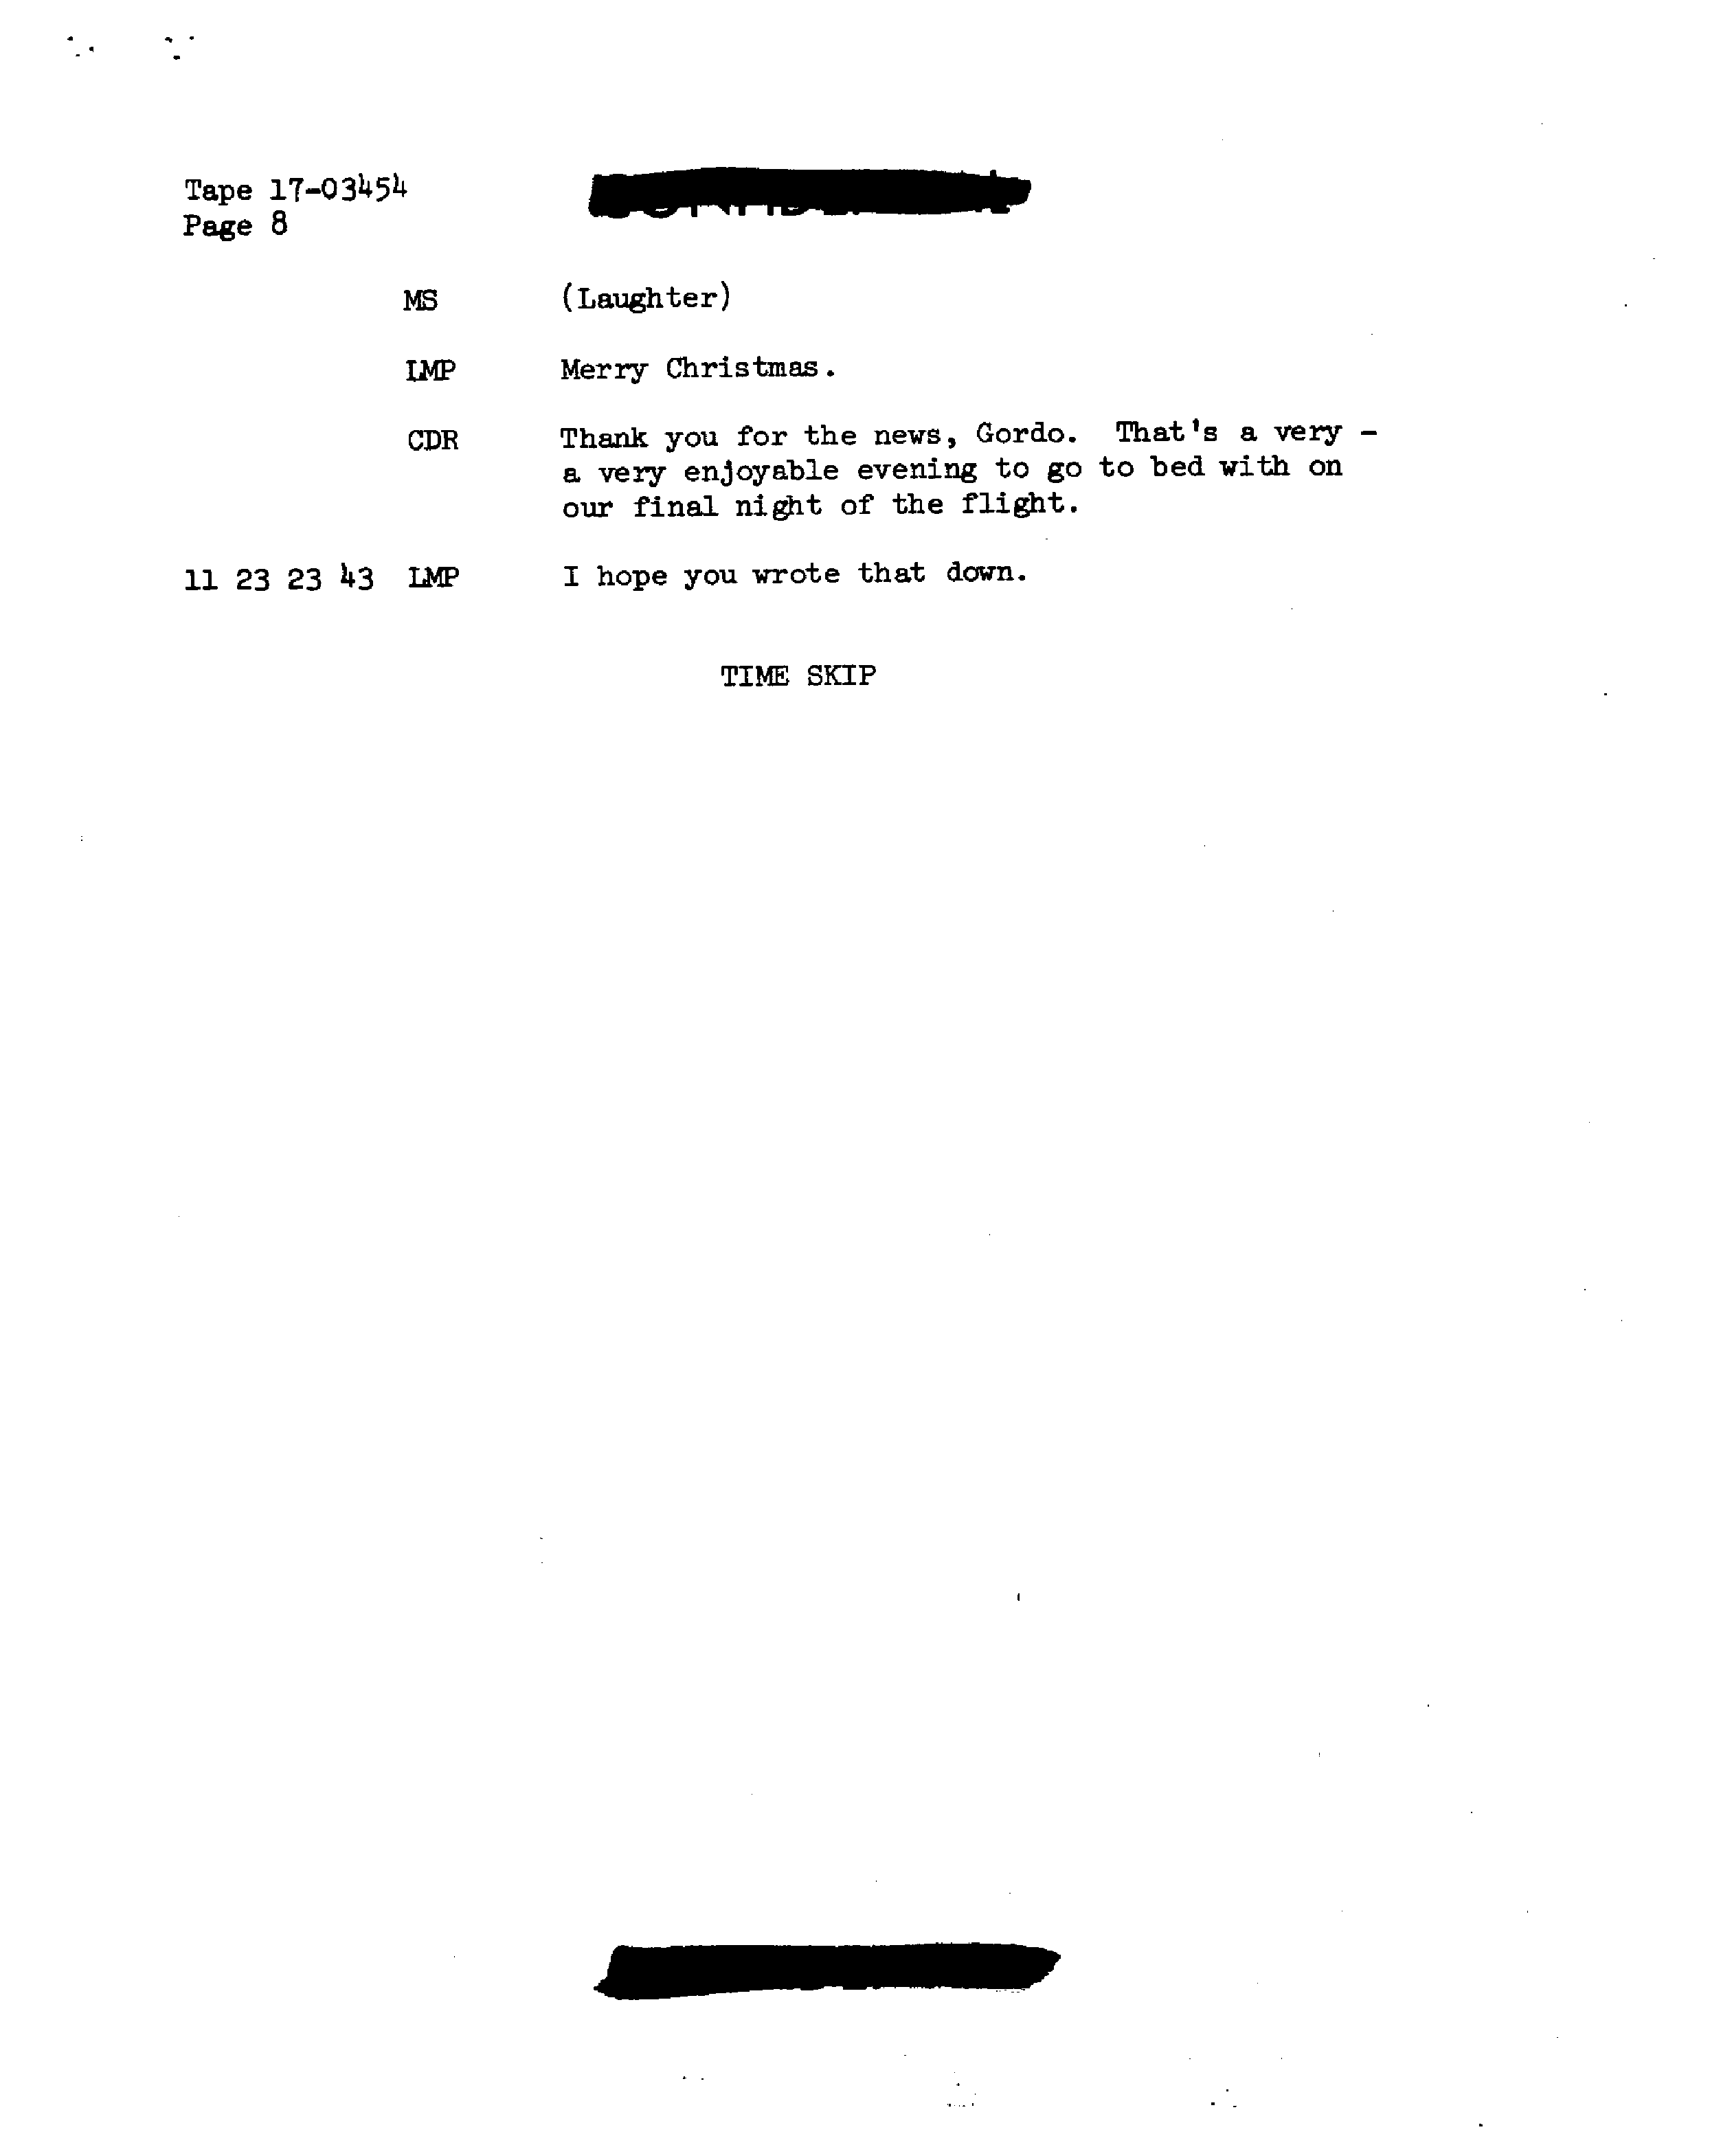 Tape 17-03454
Page 8
MS (Laughter)
LMP Merry Christmas.
CDR Thank you for the news, Gordo. That's a very -
a very enjoyable evening to go to bed with on
our final night of the flight.
11 23 23 43 LMP I hope you wrote that down.
TIME SKIP